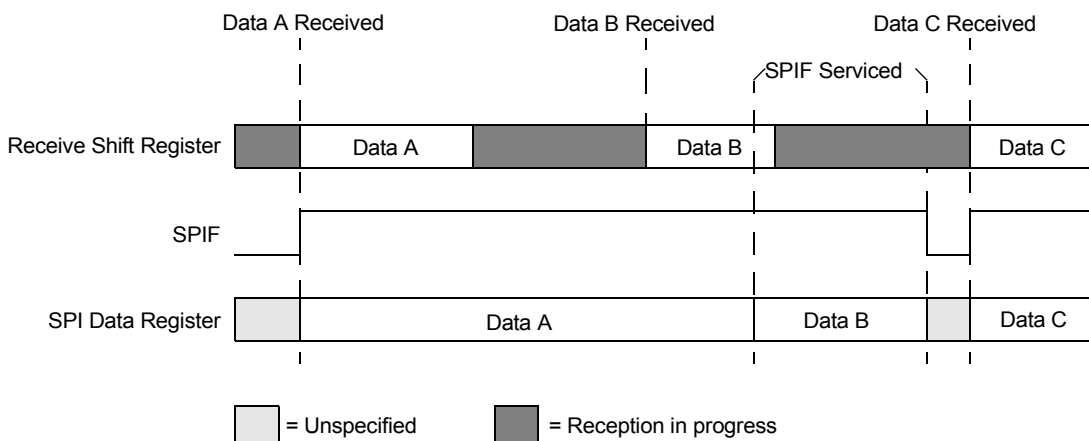 Data A Received
Data B Received
Data C Received
SPIF Serviced
Receive Shift Register
Data A
Data B
Data C
SPIF
SPI Data Register
Data A
Data B
Data C
= Unspecified
= Reception in progress